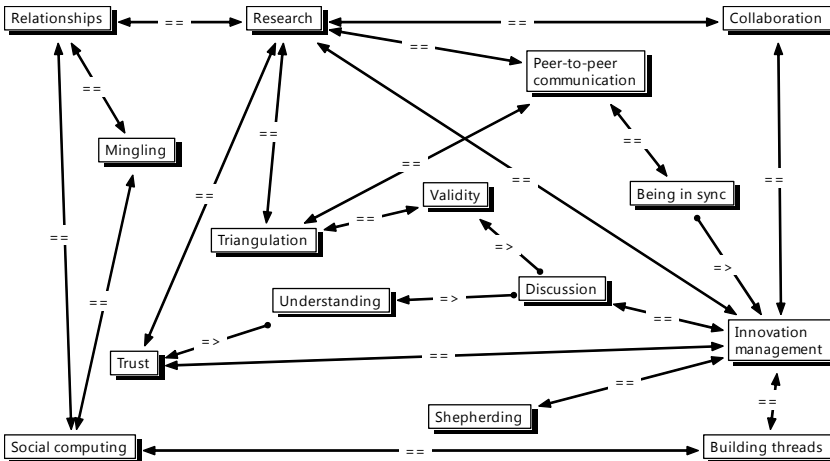 Relationships
==
Research
==
Collaboration
==
Peer-to-peer
communication
==
Mingling
==
==
==
==
==
==
Validity
Being in sync
==
==
==
Triangulation
=>
=>
Discussion
Understanding
=>
==
==
Innovation
management
=>
Trust
==
==
==
Shepherding
Social computing
==
Building threads